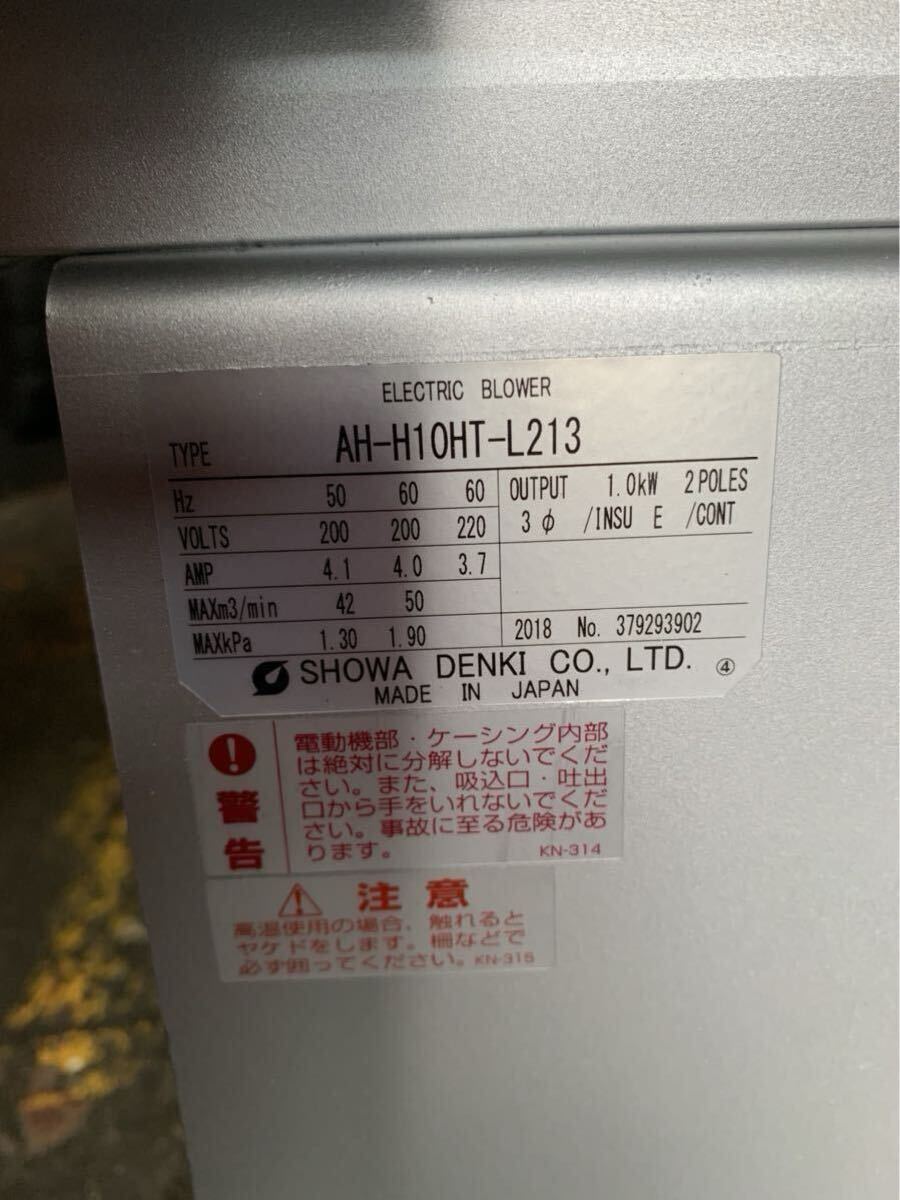 ELECTRIC BLOWER
TYPE AH-H10HT-L213
Hz 50 60 60 OUTPUT 1.0kW 2 POLES
VOLTS 200 200 220 3 φ /INSU E /CONT
AMP 4.1 4.0 3.7
MAXm3/min 42 50
MAXkPa 1.30 1.90 2018 No. 379293902
SHOWA DENKI CO., LTD. ④
MADE IN JAPAN
警告
電動機部・ケーシング内部
は絶対に分解しないでくだ
さい。また、吸込口・吐出
口から手をいれないでくだ
さい。事故に至る危険があ
ります。 KN-314
注意
高温使用の場合、触れると
ヤケドをします。柵などで
必ず囲ってください。KN-315